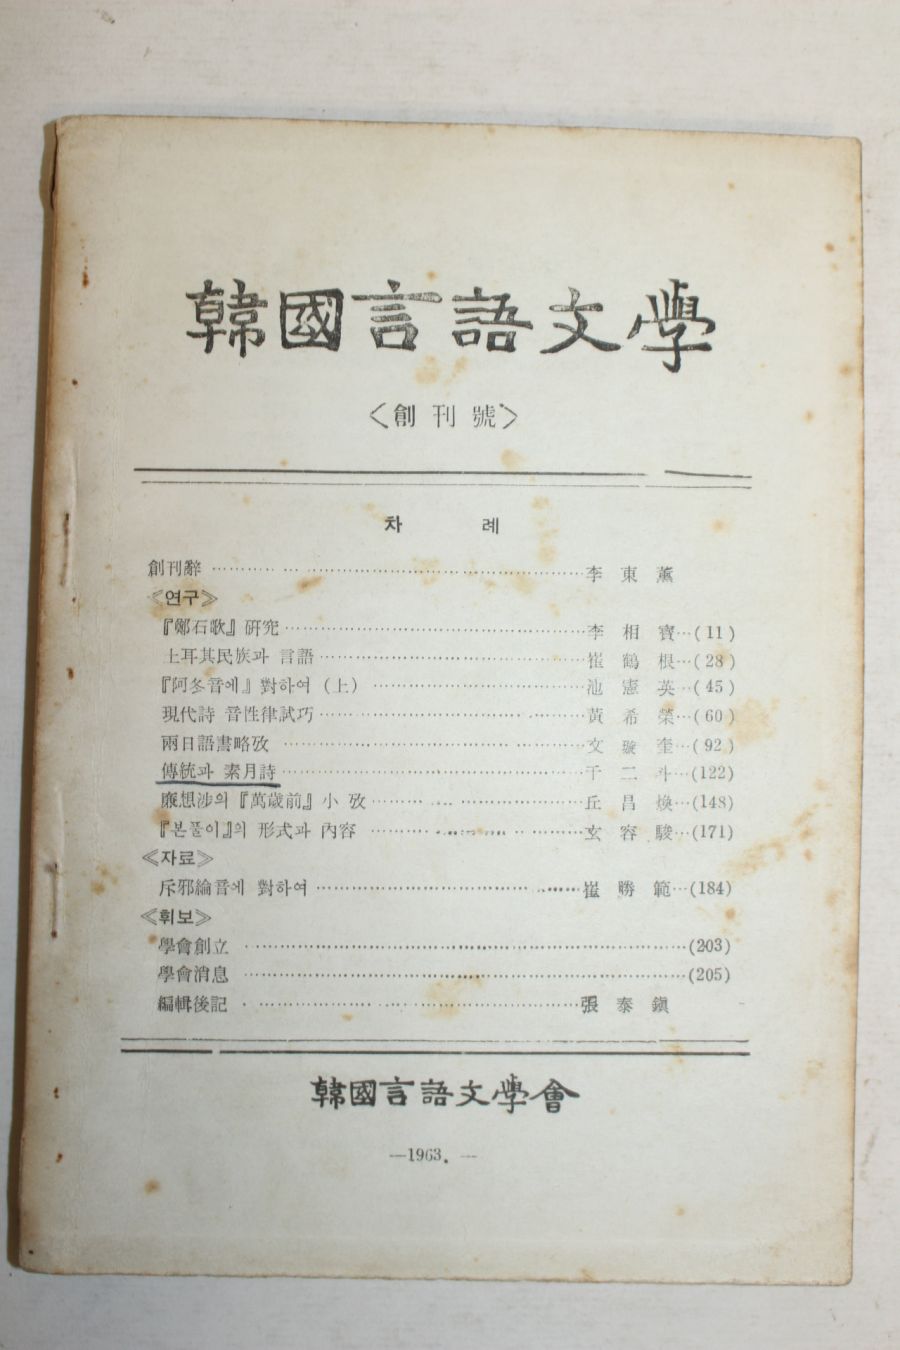 韓國言語文學
<創刊號>
차 례
創刊辭 李東薰
≪연구≫
『鄭石歌』研究 李相寶 (11)
土耳其民族과 言語 崔鶴根 (28)
『阿冬音에』對하여 (上) 池憲英 (45)
現代詩 音性律試巧 黃希榮 (60)
兩日語書略攷 文璇奎 (92)
傳統과 素月詩 千二斗 (122)
廉想涉의『萬歲前』小攷 丘昌煥 (148)
『본풀이』의 形式과 內容 玄容駿 (171)
≪자료≫
斥邪綸音에 對하여 崔勝範 (184)
≪휘보≫
學會創立 (203)
學會消息 (205)
編輯後記 張泰鎭
韓國言語文學會
—1963. —